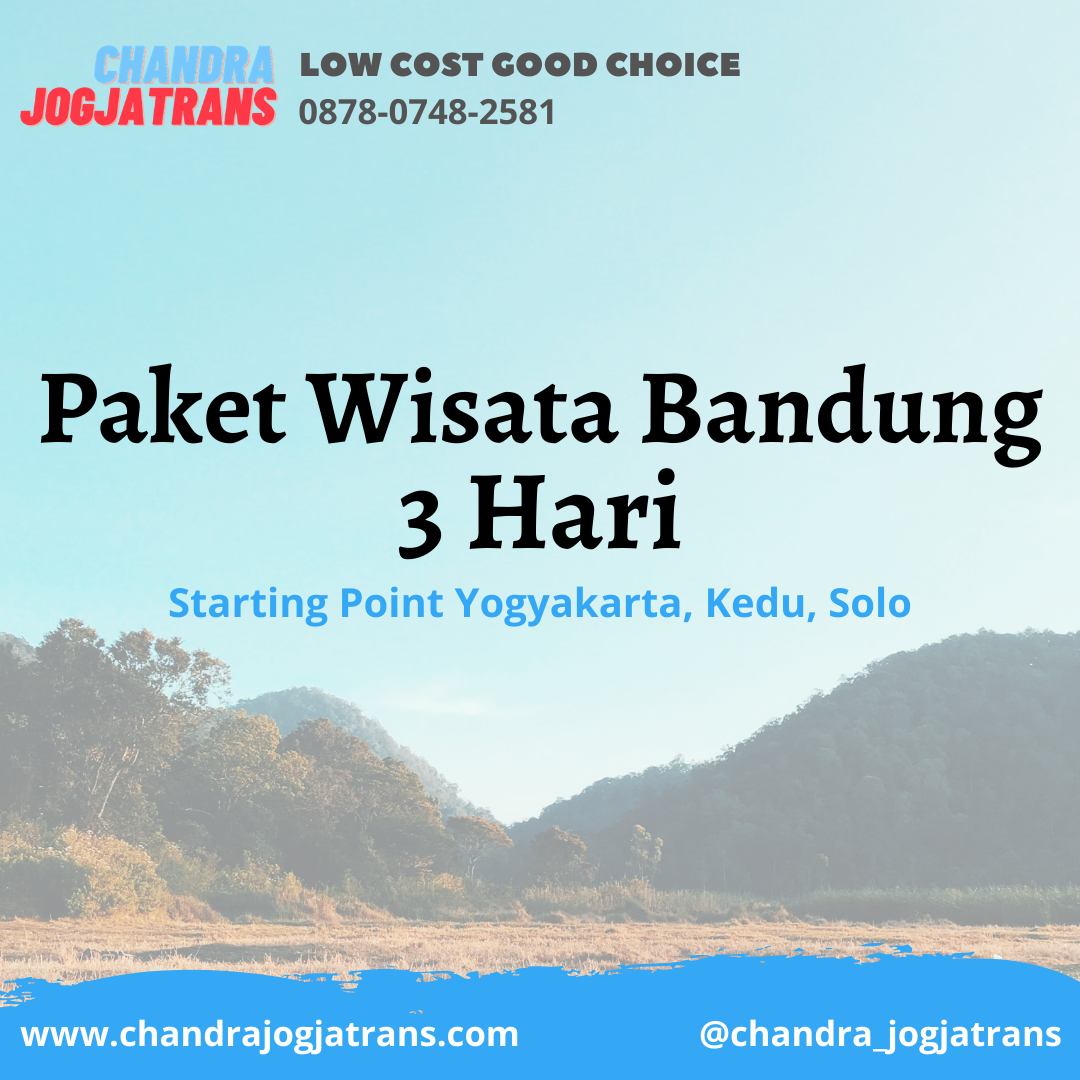 CHANDRA
JOGJATRANS
LOW COST GOOD CHOICE
0878-0748-2581
Paket Wisata Bandung
3 Hari
Starting Point Yogyakarta, Kedu, Solo
www.chandrajogjatrans.com
@chandra_jogjatrans